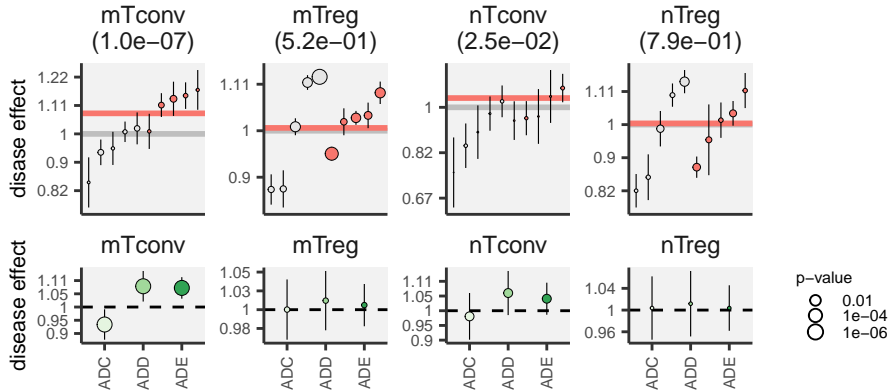 mTconv
(1.0e−07)
mTreg
(5.2e−01)
nTconv
(2.5e−02)
nTreg
(7.9e−01)
disase effect
1.22
1.11
1
0.9
0.82
1.11
1
0.9
1
0.82
0.67
1.11
1
0.9
0.82
mTconv
mTreg
nTconv
nTreg
disease effect
1.11
1.05
1
0.95
0.9
1.05
1.03
1
0.98
1.11
1.05
1
0.95
0.9
1.04
1
0.96
ADC
ADD
ADE
ADC
ADD
ADE
ADC
ADD
ADE
ADC
ADD
ADE
p−value
0.01
1e−04
1e−06